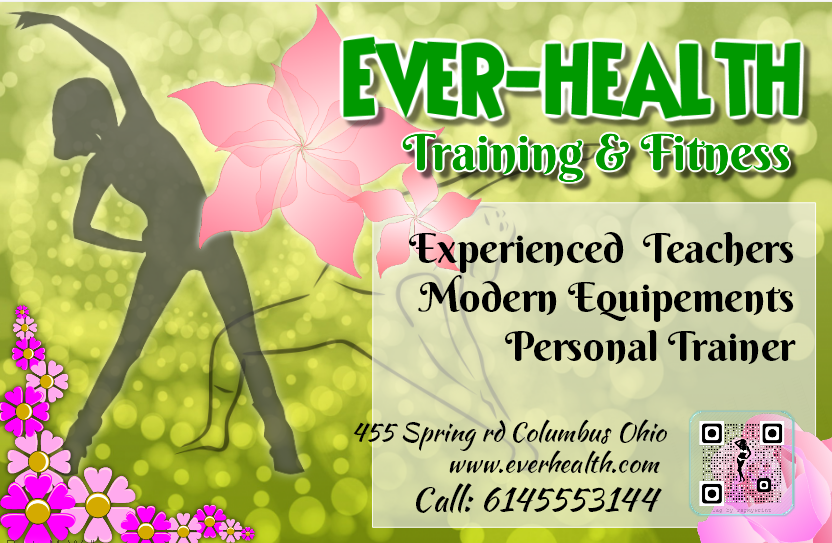 EVER-HEALTH
Training & Fitness
Experienced Teachers
Modern Equipements
Personal Trainer
455 Spring rd Columbus Ohio
www.everhealth.com
Call: 6145553144